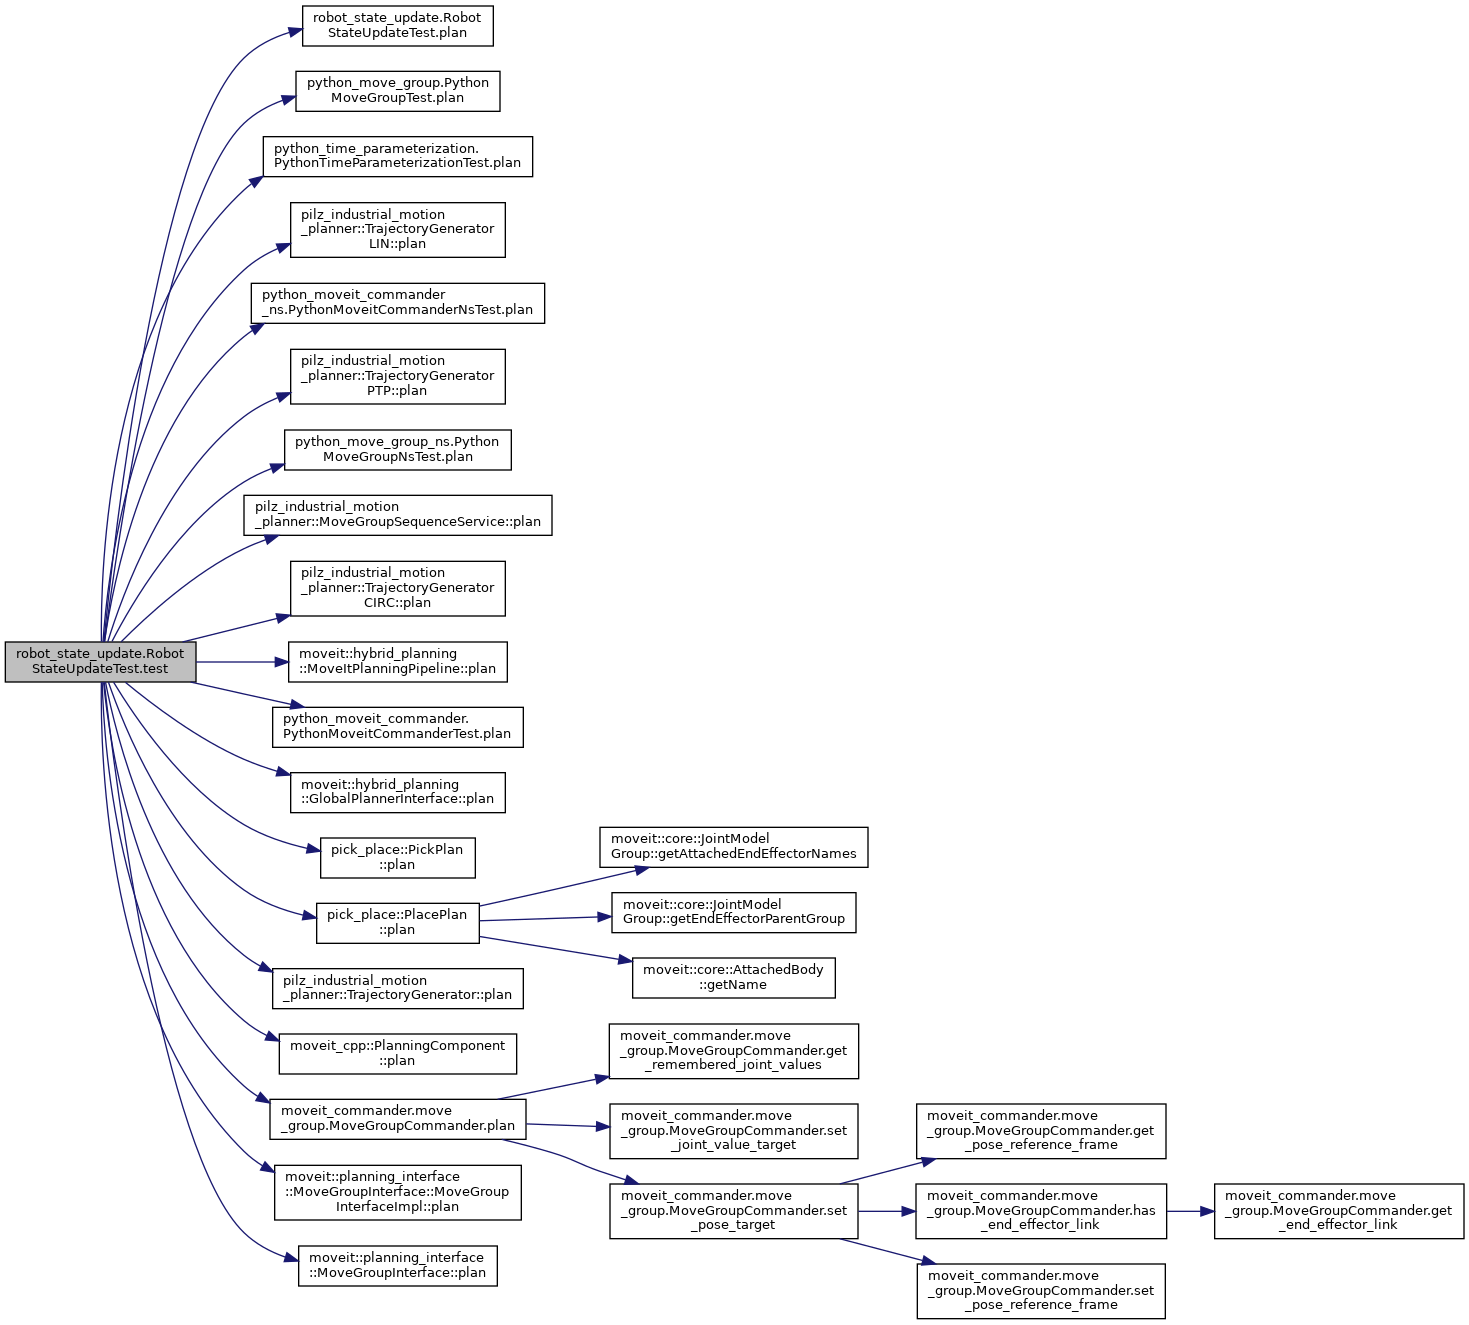 robot_state_update.Robot
StateUpdateTest.test
robot_state_update.Robot
StateUpdateTest.plan
python_move_group.Python
MoveGroupTest.plan
python_time_parameterization.
PythonTimeParameterizationTest.plan
pilz_industrial_motion
_planner::TrajectoryGenerator
LIN::plan
python_moveit_commander
_ns.PythonMoveitCommanderNsTest.plan
pilz_industrial_motion
_planner::TrajectoryGenerator
PTP::plan
python_move_group_ns.Python
MoveGroupNsTest.plan
pilz_industrial_motion
_planner::MoveGroupSequenceService::plan
pilz_industrial_motion
_planner::TrajectoryGenerator
CIRC::plan
moveit::hybrid_planning
::MoveItPlanningPipeline::plan
python_moveit_commander.
PythonMoveitCommanderTest.plan
moveit::hybrid_planning
::GlobalPlannerInterface::plan
pick_place::PickPlan
::plan
pick_place::PlacePlan
::plan
moveit::core::JointModel
Group::getAttachedEndEffectorNames
moveit::core::JointModel
Group::getEndEffectorParentGroup
moveit::core::AttachedBody
::getName
pilz_industrial_motion
_planner::TrajectoryGenerator::plan
moveit_cpp::PlanningComponent
::plan
moveit_commander.move
_group.MoveGroupCommander.plan
moveit_commander.move
_group.MoveGroupCommander.get
_remembered_joint_values
moveit_commander.move
_group.MoveGroupCommander.set
_joint_value_target
moveit_commander.move
_group.MoveGroupCommander.set
_pose_target
moveit_commander.move
_group.MoveGroupCommander.get
_pose_reference_frame
moveit_commander.move
_group.MoveGroupCommander.has
_end_effector_link
moveit_commander.move
_group.MoveGroupCommander.get
_end_effector_link
moveit_commander.move
_group.MoveGroupCommander.set
_pose_reference_frame
moveit::planning_interface
::MoveGroupInterface::MoveGroup
InterfaceImpl::plan
moveit::planning_interface
::MoveGroupInterface::plan